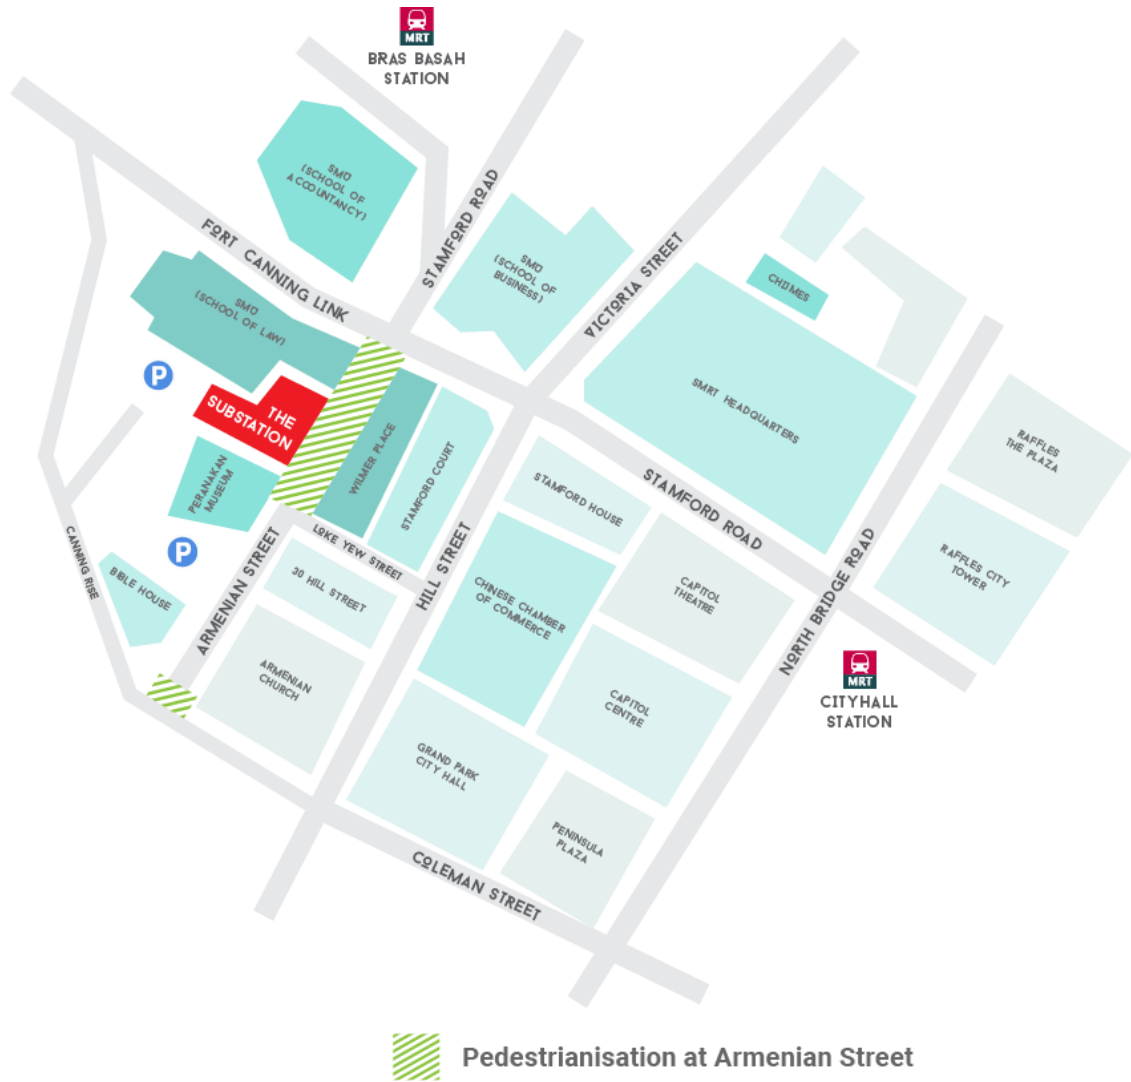 MRT
BRAS BASAH
STATION
SMU
(SCHOOL OF
ACCOUNTANCY)
STAMFORD ROAD
FORT CANNING LINK
SMU
(SCHOOL OF
BUSINESS)
VICTORIA STREET
CHIJMES
SMU
(SCHOOL OF LAW)
P
THE
SUBSTATION
PERANAKAN
MUSEUM
WILMER PLACE
STAMFORD COURT
SMRT HEADQUARTERS
RAFFLES
THE PLAZA
STAMFORD HOUSE
STAMFORD ROAD
RAFFLES CITY
TOWER
CANNING RISE
P
BIBLE HOUSE
ARMENIAN STREET
LOKE YEW STREET
30 HILL STREET
HILL STREET
CHINESE CHAMBER
OF COMMERCE
CAPITOL
THEATRE
NORTH BRIDGE ROAD
MRT
CITYHALL
STATION
ARMENIAN
CHURCH
CAPITOL
CENTRE
GRAND PARK
CITY HALL
PENINSULA
PLAZA
COLEMAN STREET
Pedestrianisation at Armenian Street